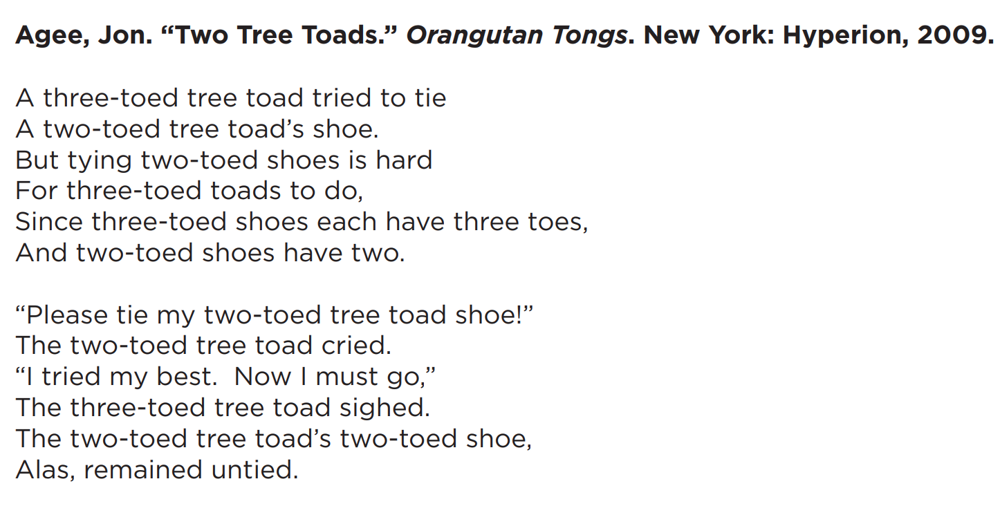 Agee, Jon. “Two Tree Toads.” Orangutan Tongs. New York: Hyperion, 2009.
A three-toed tree toad tried to tie
A two-toed tree toad’s shoe.
But tying two-toed shoes is hard
For three-toed toads to do,
Since three-toed shoes each have three toes,
And two-toed shoes have two.
“Please tie my two-toed tree toad shoe!”
The two-toed tree toad cried.
“I tried my best.  Now I must go,”
The three-toed tree toad sighed.
The two-toed tree toad’s two-toed shoe,
Alas, remained untied.